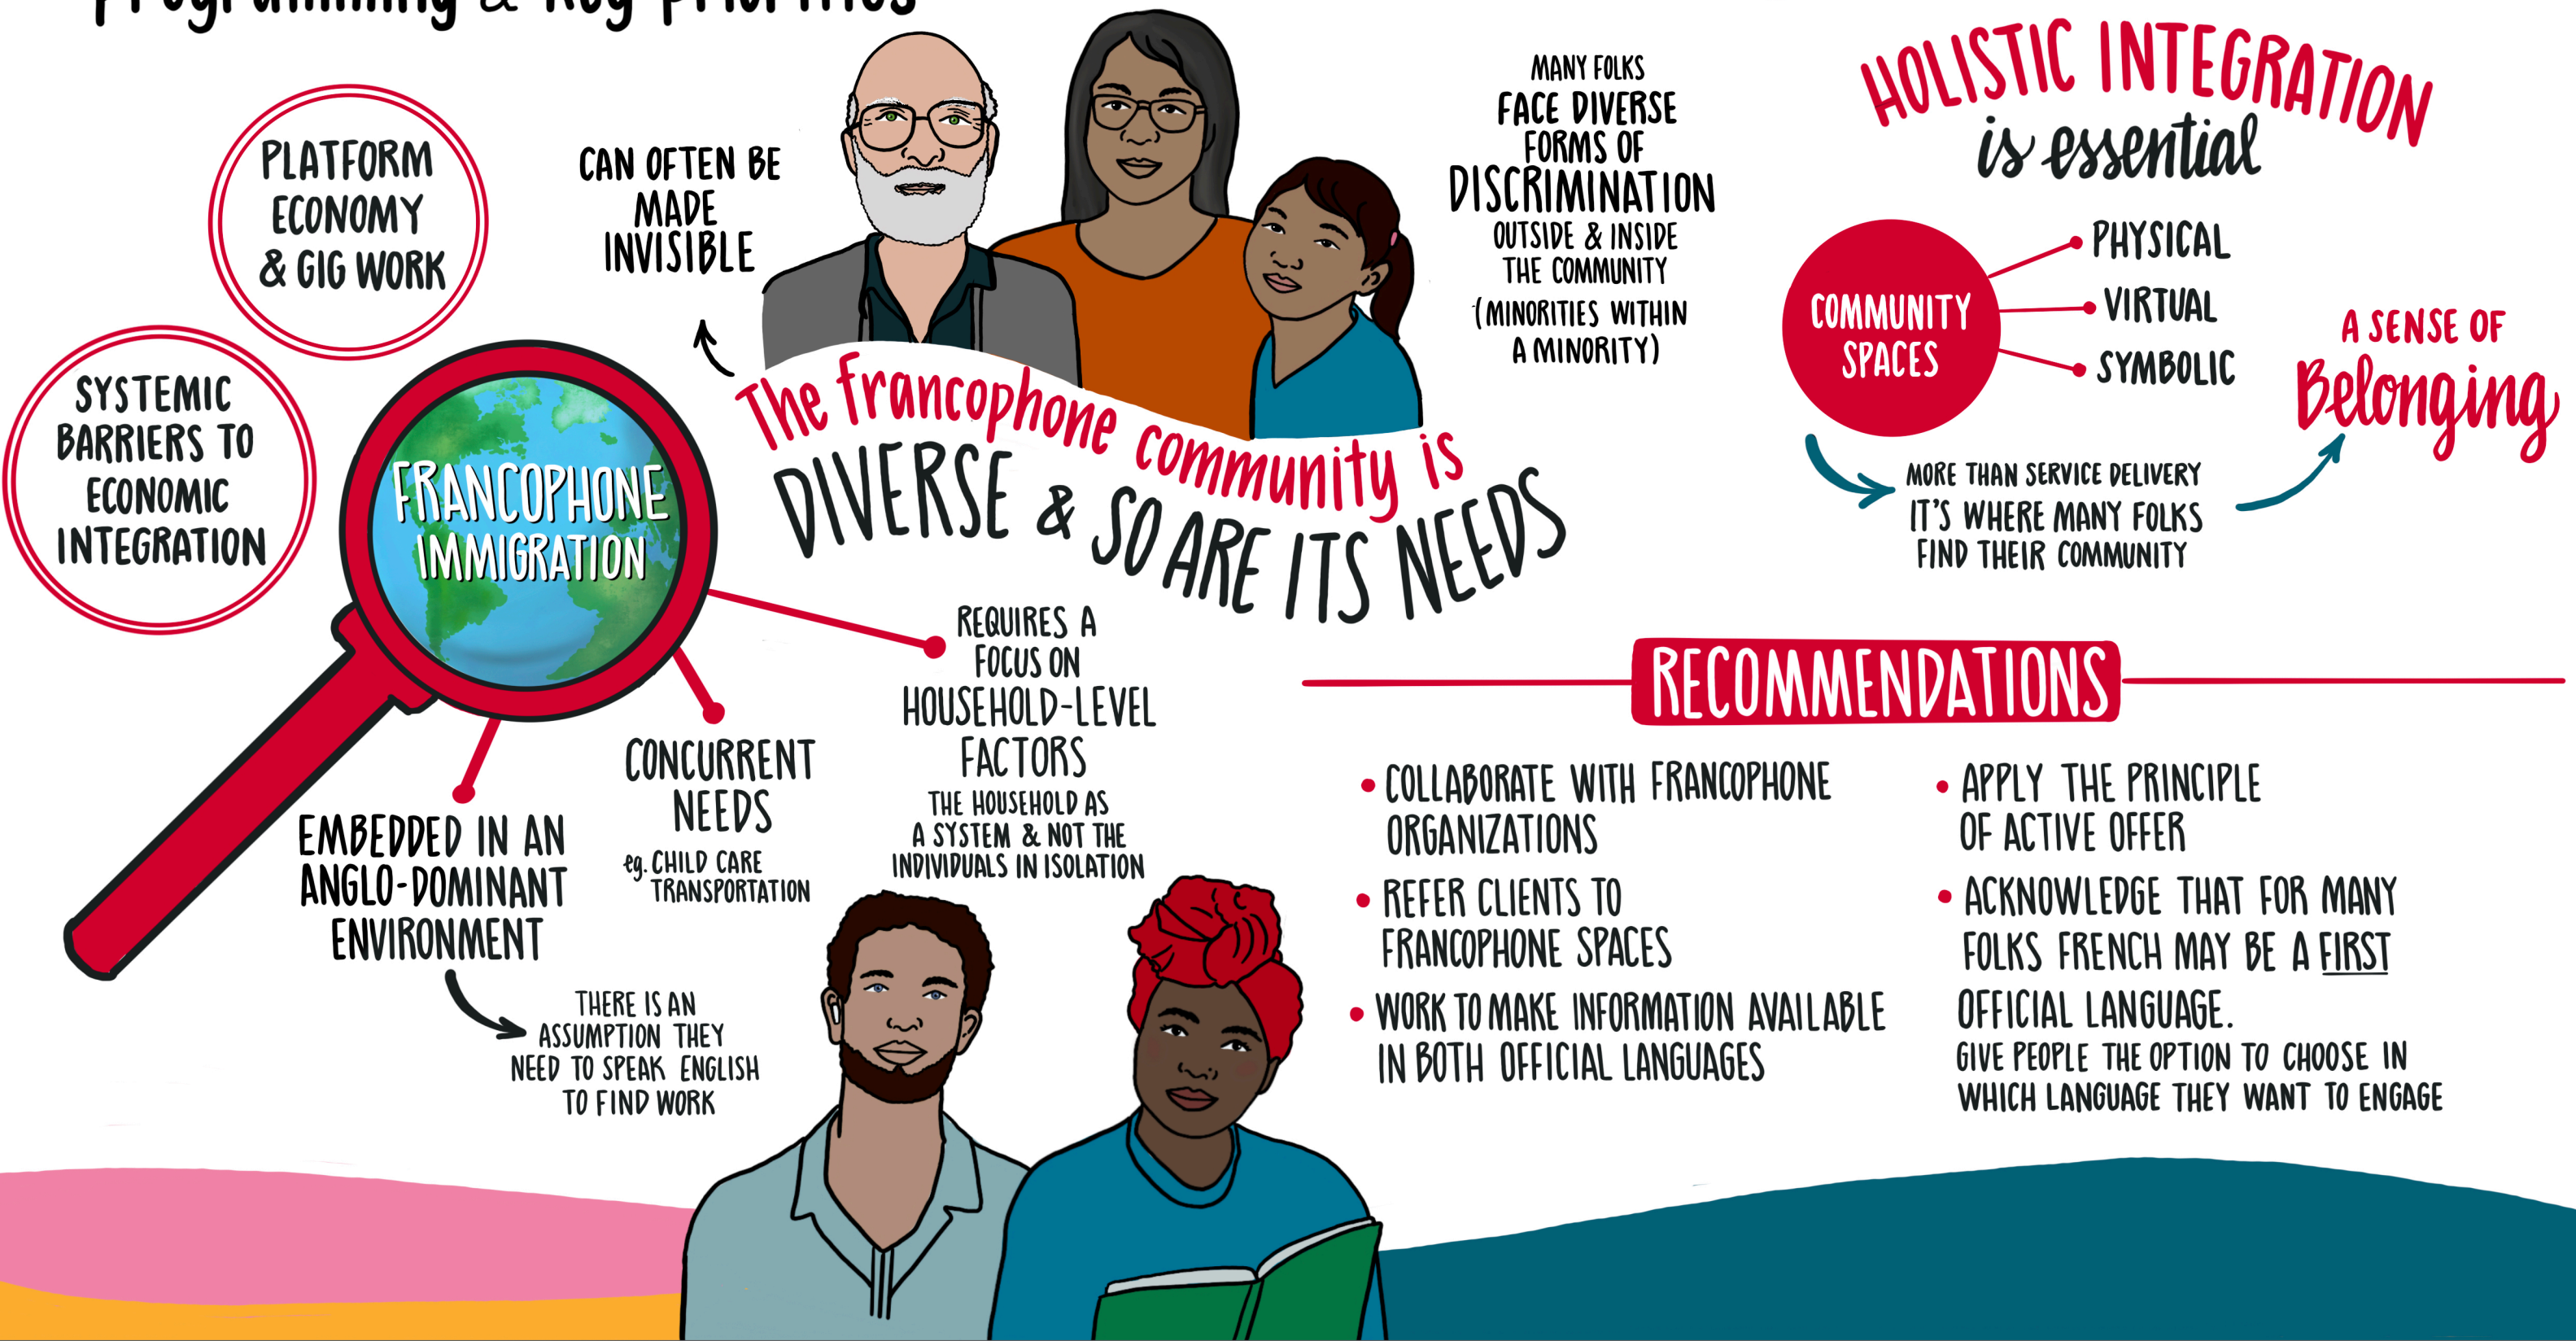 Programming & Key Priorities
PLATFORM
ECONOMY
& GIG WORK
SYSTEMIC
BARRIERS TO
ECONOMIC
INTEGRATION
FRANCOPHONE
IMMIGRATION
CAN OFTEN BE
MADE
INVISIBLE
The francophone community is
DIVERSE & SO ARE ITS NEEDS
MANY FOLKS
FACE DIVERSE
FORMS OF
DISCRIMINATION
OUTSIDE & INSIDE
THE COMMUNITY
(MINORITIES WITHIN
A MINORITY)
HOLISTIC INTEGRATION
is essential
COMMUNITY
SPACES
PHYSICAL
VIRTUAL
SYMBOLIC
MORE THAN SERVICE DELIVERY
IT'S WHERE MANY FOLKS
FIND THEIR COMMUNITY
A SENSE OF
Belonging
EMBEDDED IN AN
ANGLO-DOMINANT
ENVIRONMENT
THERE IS AN
ASSUMPTION THEY
NEED TO SPEAK ENGLISH
TO FIND WORK
CONCURRENT
NEEDS
eg. CHILD CARE
TRANSPORTATION
REQUIRES A
FOCUS ON
HOUSEHOLD-LEVEL
FACTORS
THE HOUSEHOLD AS
A SYSTEM & NOT THE
INDIVIDUALS IN ISOLATION
RECOMMENDATIONS
• COLLABORATE WITH FRANCOPHONE
ORGANIZATIONS
• REFER CLIENTS TO
FRANCOPHONE SPACES
• WORK TO MAKE INFORMATION AVAILABLE
IN BOTH OFFICIAL LANGUAGES
• APPLY THE PRINCIPLE
OF ACTIVE OFFER
• ACKNOWLEDGE THAT FOR MANY
FOLKS FRENCH MAY BE A FIRST
OFFICIAL LANGUAGE.
GIVE PEOPLE THE OPTION TO CHOOSE IN
WHICH LANGUAGE THEY WANT TO ENGAGE